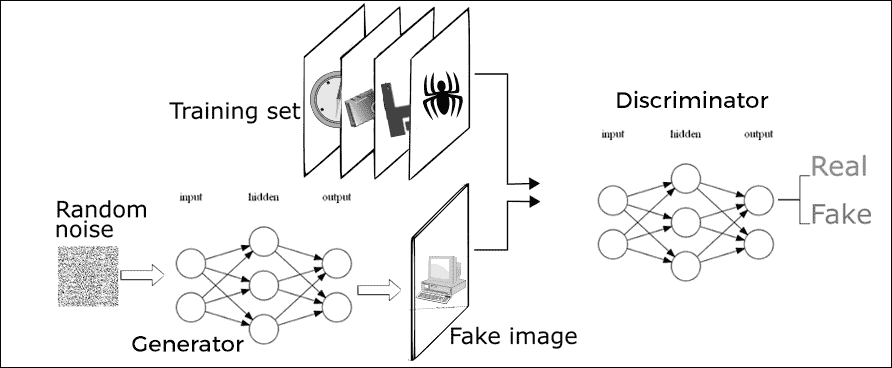 Training set
Discriminator
input hidden output
Real
Fake
Random
noise
input hidden output
Generator
Fake image